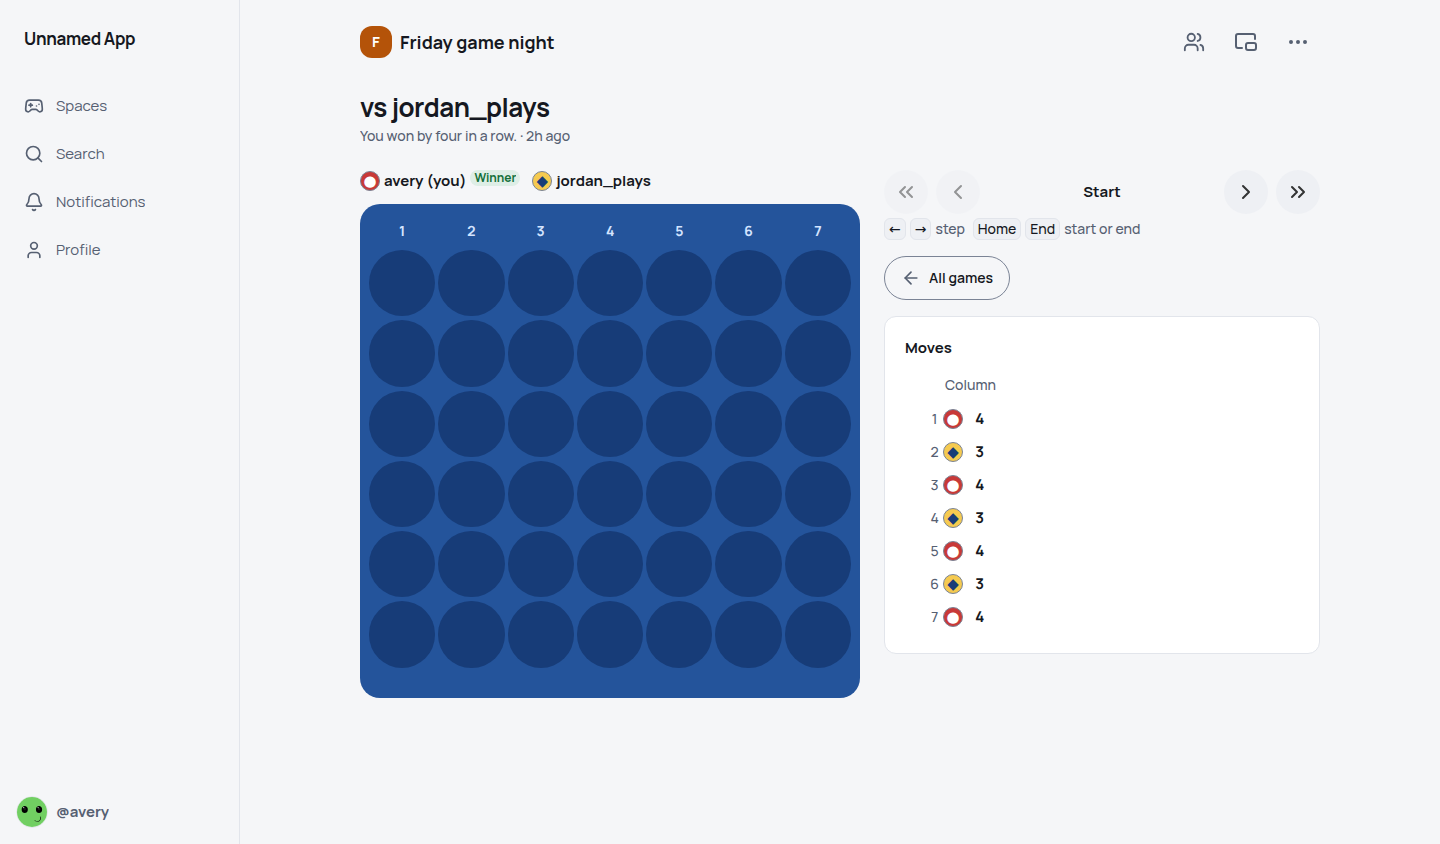 Unnamed App
Spaces
Search
Notifications
Profile
@avery
F Friday game night
vs jordan_plays
You won by four in a row. · 2h ago
avery (you) Winner jordan_plays
1 2 3 4 5 6 7
Start
← → step Home End start or end
← All games
Moves
Column
1 4
2 3
3 4
4 3
5 4
6 3
7 4